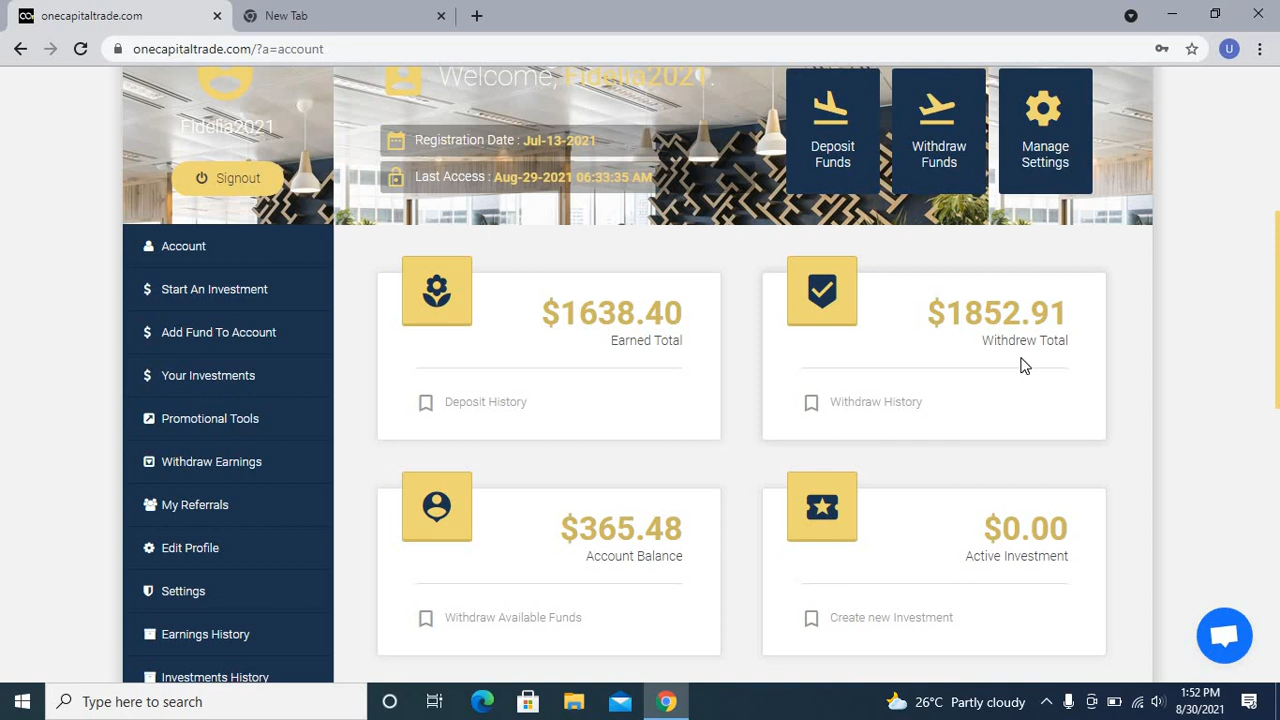 onecapitaltrade.com
New Tab
onecapitaltrade.com/?a=account
U
Welcome, Fidelia2021.
Fidelia2021
Signout
Registration Date : Jul-13-2021
Last Access : Aug-29-2021 06:33:35 AM
Deposit
Funds
Withdraw
Funds
Manage
Settings
Account
Start An Investment
Add Fund To Account
Your Investments
Promotional Tools
Withdraw Earnings
My Referrals
Edit Profile
Settings
Earnings History
Investments History
$1638.40
Earned Total
Deposit History
$1852.91
Withdrew Total
Withdraw History
$365.48
Account Balance
Withdraw Available Funds
$0.00
Active Investment
Create new Investment
Type here to search
26°C Partly cloudy
1:52 PM
8/30/2021